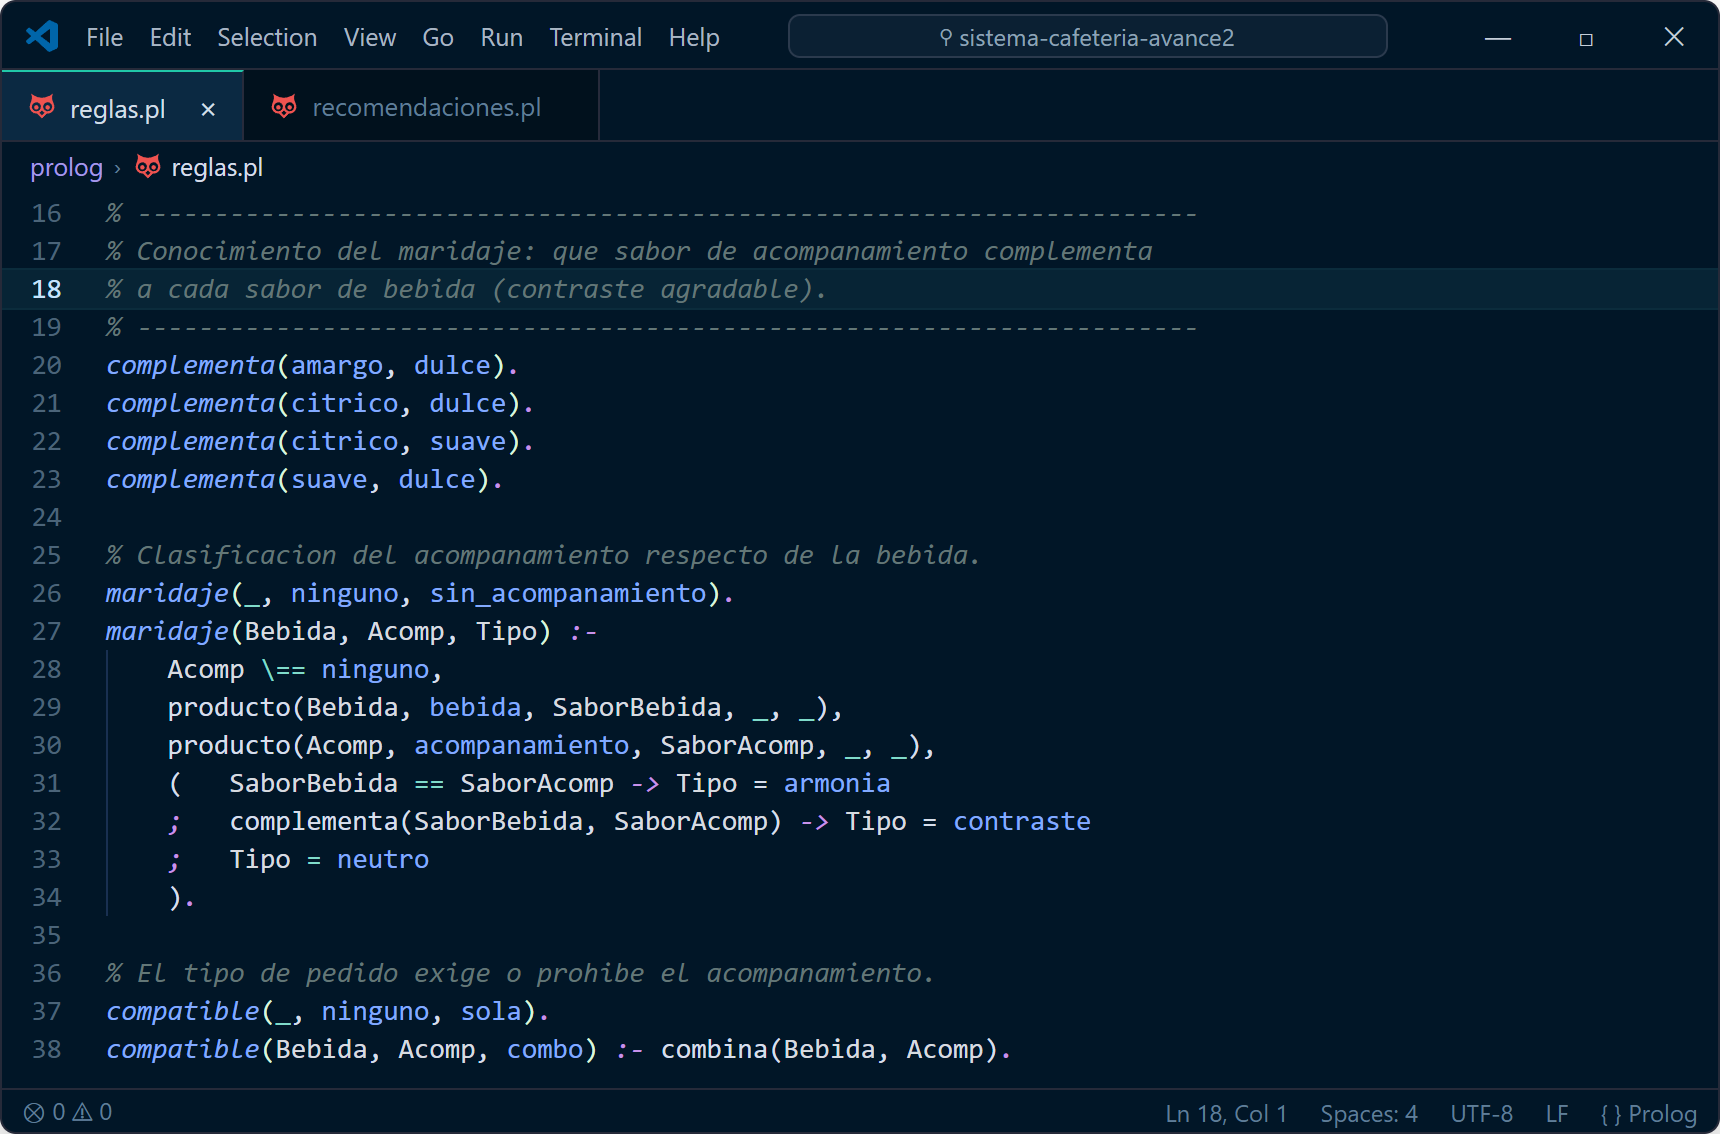 File Edit Selection View Go Run Terminal Help
sistema-cafeteria-avance2
reglas.pl
recomendaciones.pl
prolog › reglas.pl
16 % ---------------------------------------------------------------------
17 % Conocimiento del maridaje: que sabor de acompanamiento complementa
18 % a cada sabor de bebida (contraste agradable).
19 % ---------------------------------------------------------------------
20 complementa(amargo, dulce).
21 complementa(citrico, dulce).
22 complementa(citrico, suave).
23 complementa(suave, dulce).
24
25 % Clasificacion del acompanamiento respecto de la bebida.
26 maridaje(_, ninguno, sin_acompanamiento).
27 maridaje(Bebida, Acomp, Tipo) :-
28     Acomp \== ninguno,
29     producto(Bebida, bebida, SaborBebida, _, _),
30     producto(Acomp, acompanamiento, SaborAcomp, _, _),
31     (   SaborBebida == SaborAcomp -> Tipo = armonia
32     ;   complementa(SaborBebida, SaborAcomp) -> Tipo = contraste
33     ;   Tipo = neutro
34     ).
35
36 % El tipo de pedido exige o prohibe el acompanamiento.
37 compatible(_, ninguno, sola).
38 compatible(Bebida, Acomp, combo) :- combina(Bebida, Acomp).
0 0 Ln 18, Col 1 Spaces: 4 UTF-8 LF { } Prolog